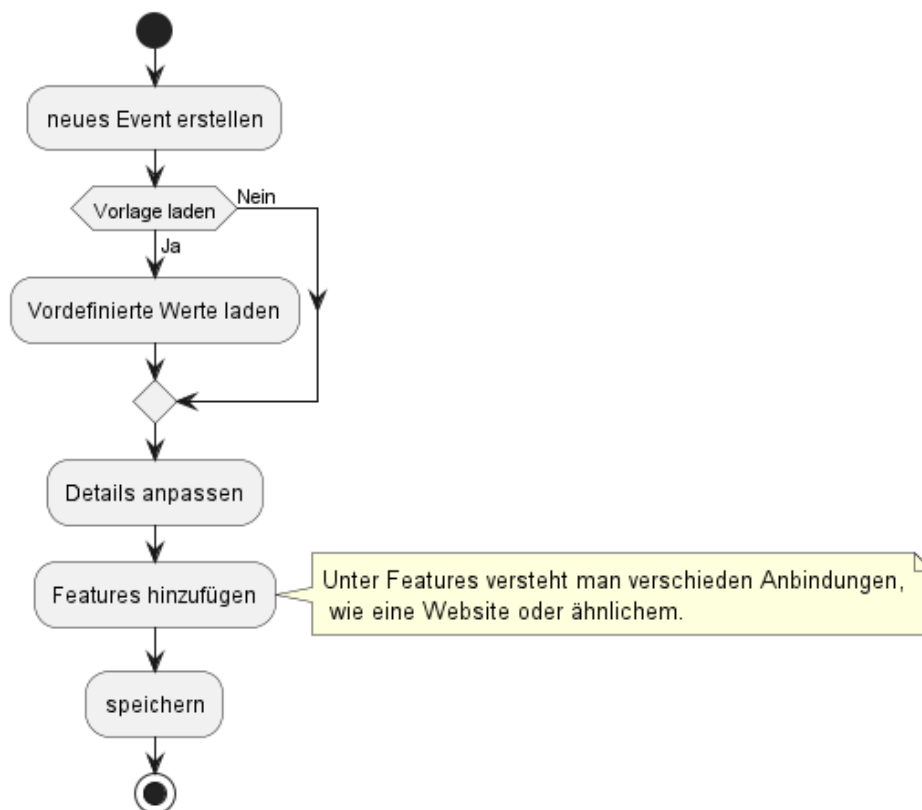 neues Event erstellen
Vorlage laden
Nein
Ja
Vordefinierte Werte laden
Details anpassen
Features hinzufügen
Unter Features versteht man verschieden Anbindungen,
wie eine Website oder ähnlichem.
speichern